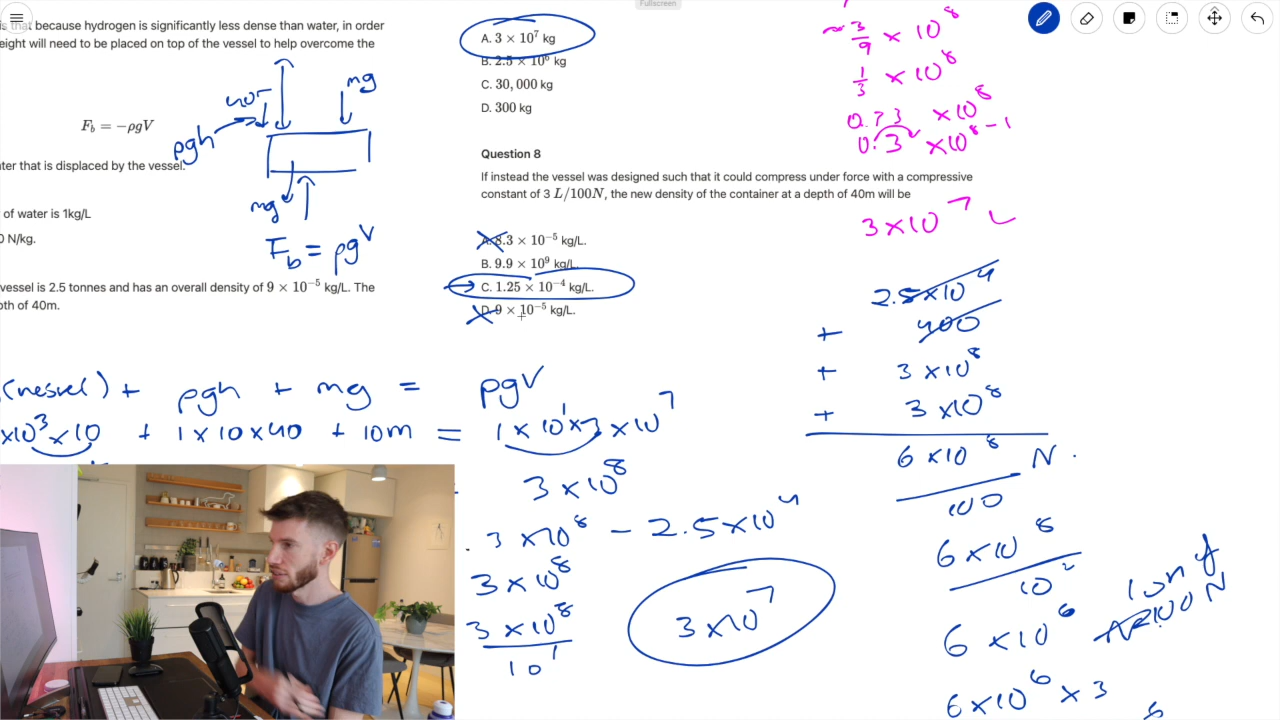 Fullscreen
is that because hydrogen is significantly less dense than water, in order
eight will need to be placed on top of the vessel to help overcome the
40
mg
F_b = −ρgV
ρgh
ter that is displaced by the vessel.
of water is 1kg/L
mg
0 N/kg.
F_b = ρgV
vessel is 2.5 tonnes and has an overall density of 9 × 10^−5 kg/L. The
oth of 40m.
A. 3 × 10^7 kg
B. 2.5 × 10^6 kg
C. 30,000 kg
D. 300 kg
Question 8
If instead the vessel was designed such that it could compress under force with a compressive
constant of 3 L/100N, the new density of the container at a depth of 40m will be
A. 8.3 × 10^−5 kg/L.
B. 9.9 × 10^9 kg/L.
C. 1.25 × 10^−4 kg/L.
D. 9 × 10^−5 kg/L.
(vessel) + ρgh + mg = ρgV
×10^3 × 10 + 1 × 10 × 40 + 10m = 1 × 10^1 × 3 × 10^7
3 × 10^8
3 × 10^8 − 2.5 × 10^4
3 × 10^8
3 × 10^8
10^1
3 × 10^7
~ 3/9 × 10^8
1/3 × 10^8
0.33 × 10^8
0.3 × 10^8−1
3 × 10^7 L
2.5 × 10^4
+ 400
+ 3 × 10^8
+ 3 × 10^8
6 × 10^8 N.
100
6 × 10^8
10^2
6 × 10^6
100 N
6 × 10^6 × 3